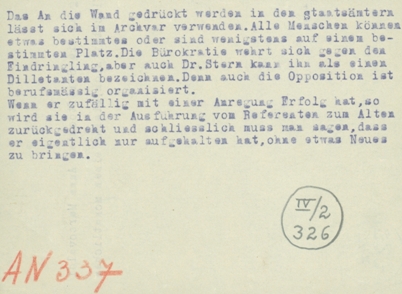 Das An die Wand gedrückt werden in den gtaatsämtern
lässt sich im Archvar verwenden.Alle Menschen können
etwas bestimmtes oder sind wenigstens auf einem be-
stimmten Platz.Die Bürokratie wehrt sich gegen den
Eindringling,aber auch Dr.Stern kann ihn als einen
Dilletanten bezeichnen.Denn auch die Opposition ist
berufsmässig organisiert.
Wenn er zufällig mit einer Anregung Erfolg hat,so
wird sie in der Ausführung vom Referenten zum Alten
zurückgedreht und schliesslich muss man sagen,dass
er eigentlich nur aufgehalten hat,ohne etwas Neues
zu bringen.
IV/2
326
AN 337